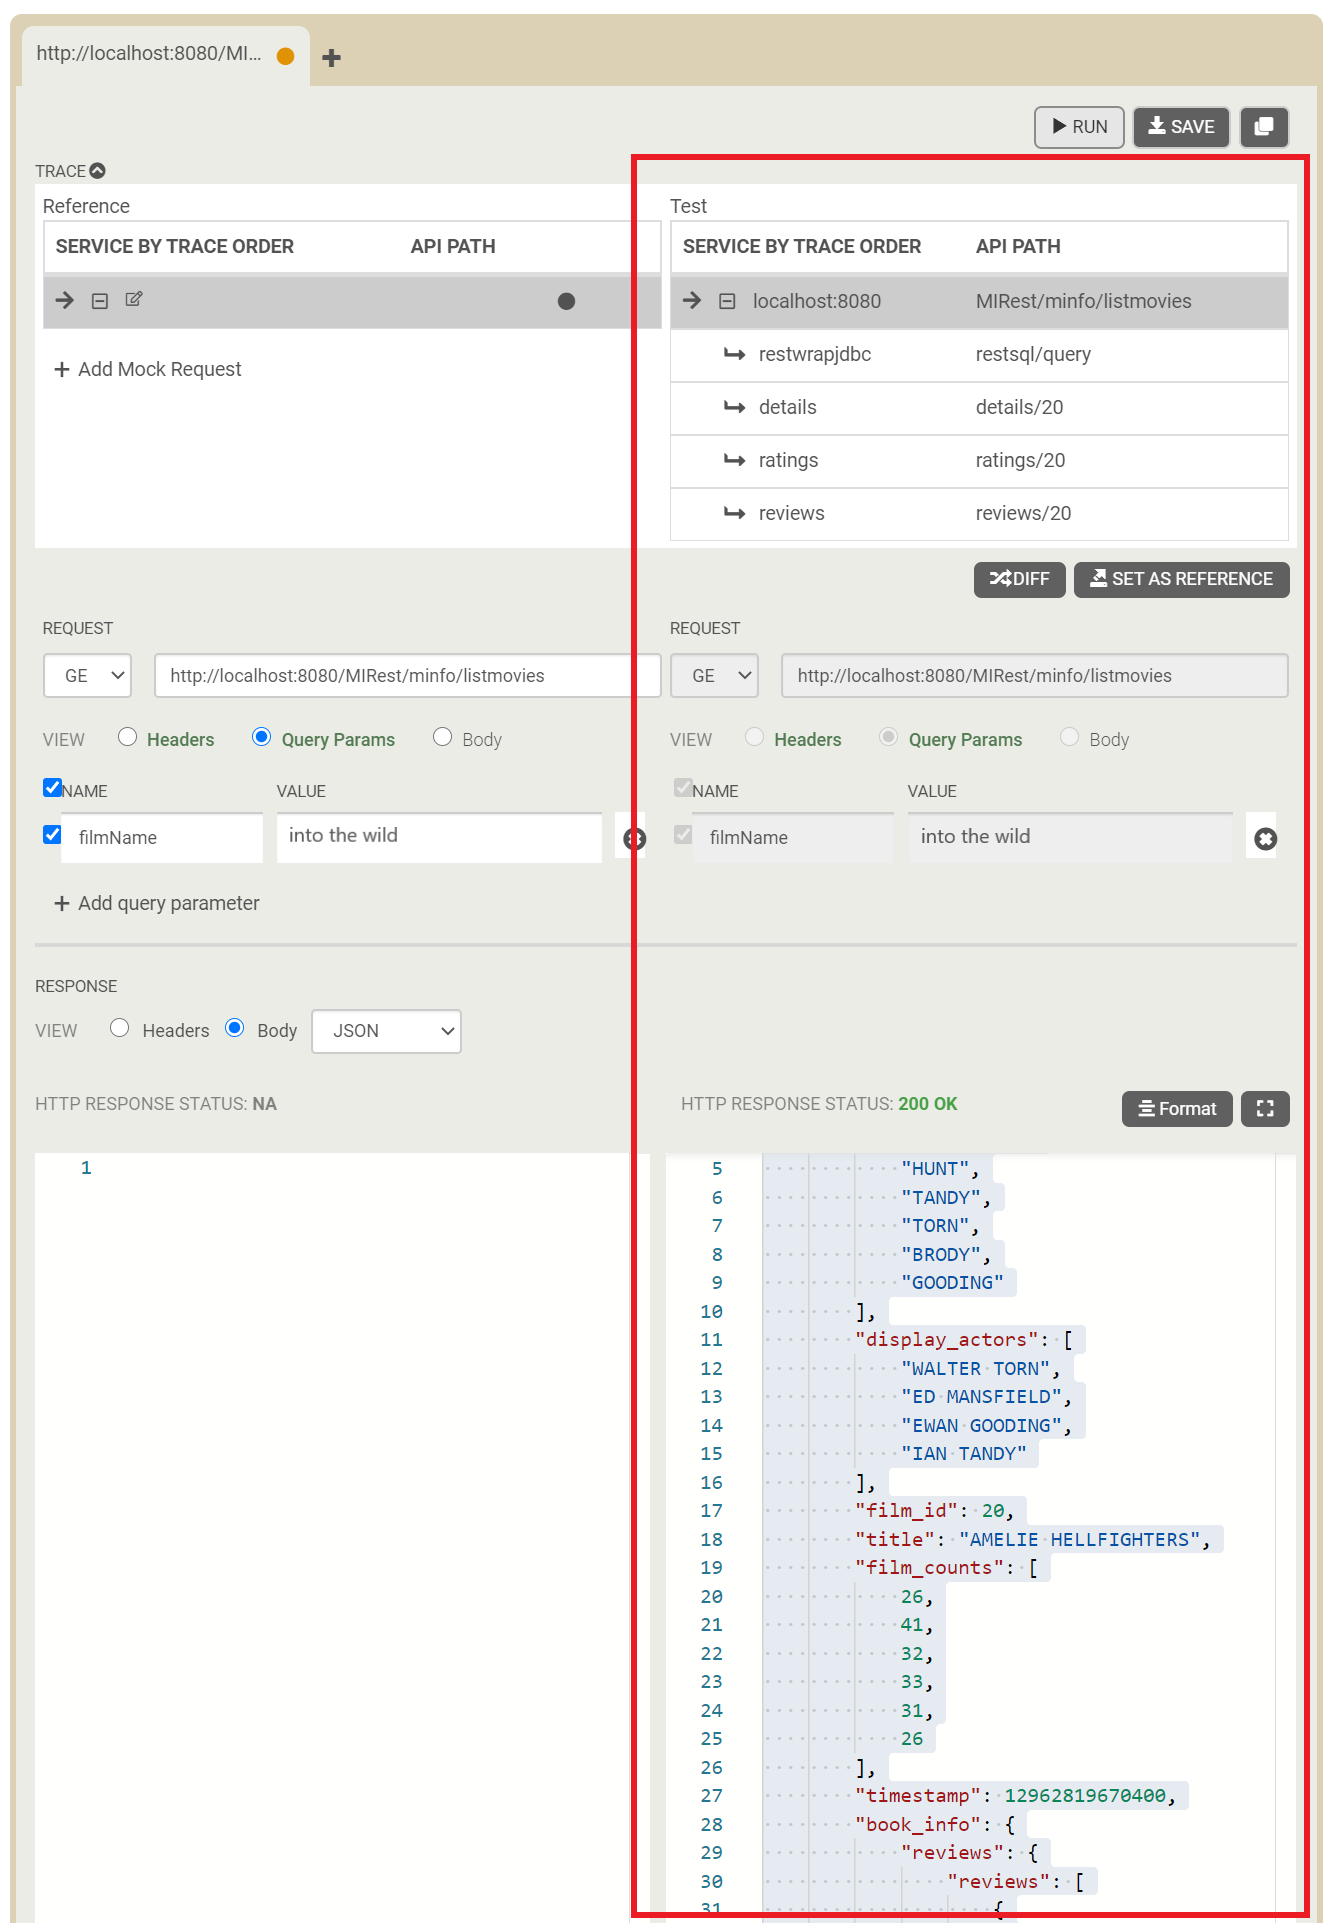 http://localhost:8080/MI...
RUN
SAVE
TRACE
Reference
SERVICE BY TRACE ORDER API PATH
Add Mock Request
Test
SERVICE BY TRACE ORDER API PATH
localhost:8080 MIRest/minfo/listmovies
restwrapjdbc restsql/query
details details/20
ratings ratings/20
reviews reviews/20
DIFF
SET AS REFERENCE
REQUEST
GE http://localhost:8080/MIRest/minfo/listmovies
VIEW Headers Query Params Body
NAME VALUE
filmName into the wild
+ Add query parameter
REQUEST
GE http://localhost:8080/MIRest/minfo/listmovies
VIEW Headers Query Params Body
NAME VALUE
filmName into the wild
RESPONSE
VIEW Headers Body JSON
HTTP RESPONSE STATUS: NA
1
HTTP RESPONSE STATUS: 200 OK
Format
5 "HUNT",
6 "TANDY",
7 "TORN",
8 "BRODY",
9 "GOODING"
10 ],
11 "display_actors": [
12 "WALTER TORN",
13 "ED MANSFIELD",
14 "EWAN GOODING",
15 "IAN TANDY"
16 ],
17 "film_id": 20,
18 "title": "AMELIE HELLFIGHTERS",
19 "film_counts": [
20 26,
21 41,
22 32,
23 33,
24 31,
25 26
26 ],
27 "timestamp": 12962819670400,
28 "book_info": {
29 "reviews": {
30 "reviews": [
31 {